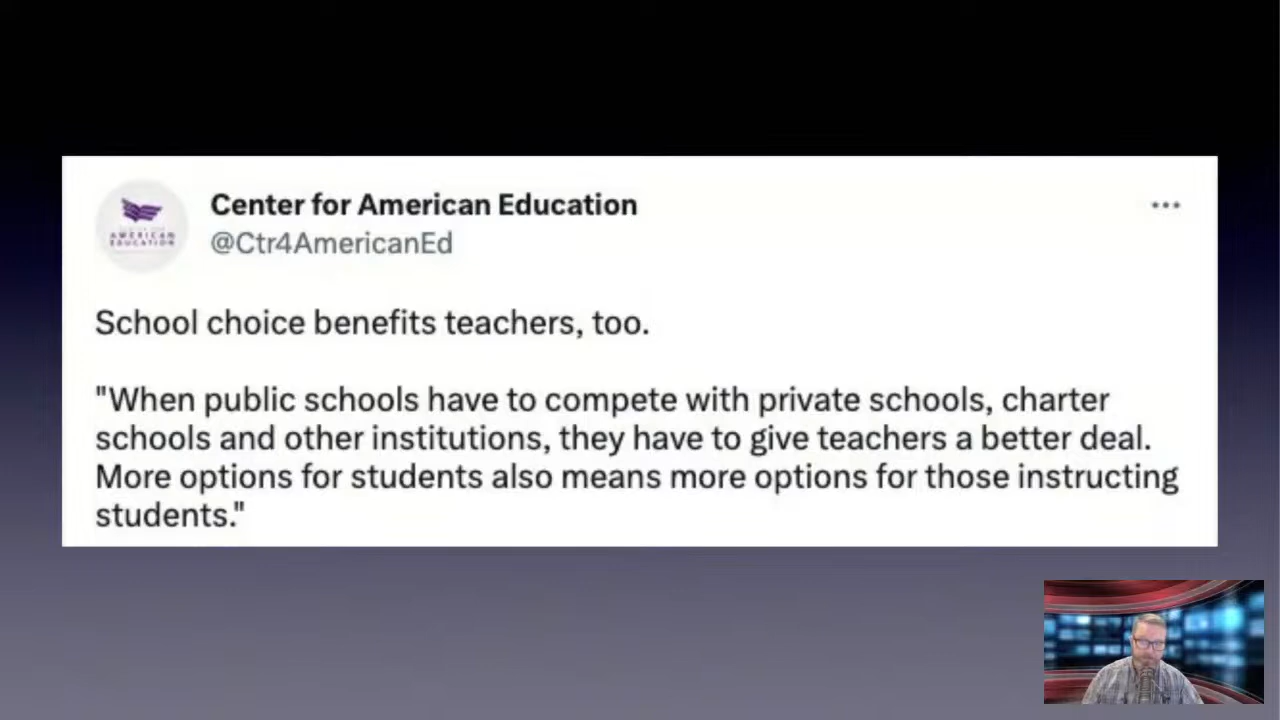 Center for American Education
@Ctr4AmericanEd
AMERICAN
EDUCATION
School choice benefits teachers, too.
"When public schools have to compete with private schools, charter
schools and other institutions, they have to give teachers a better deal.
More options for students also means more options for those instructing
students."